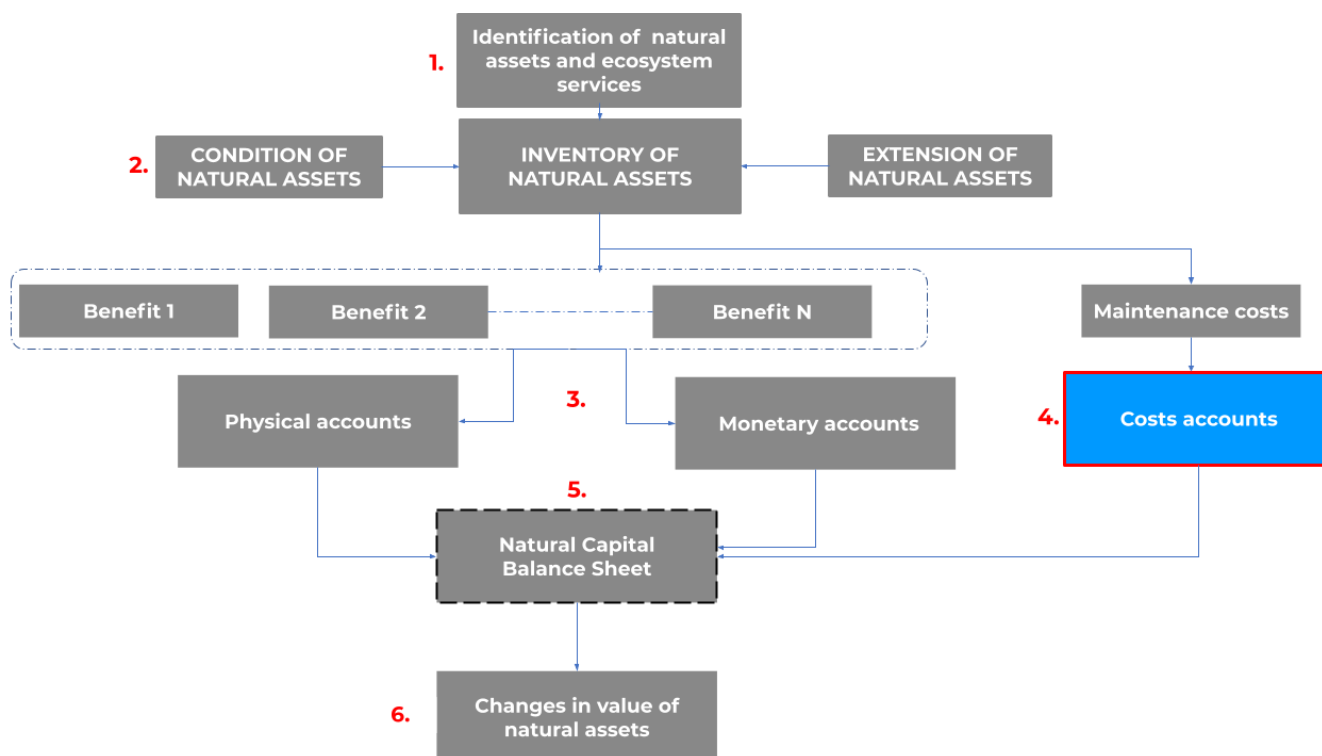 Identification of natural
assets and ecosystem
services
1.
2.
CONDITION OF
NATURAL ASSETS
INVENTORY OF
NATURAL ASSETS
EXTENSION OF
NATURAL ASSETS
Benefit 1
Benefit 2
Benefit N
Maintenance costs
Physical accounts
3.
Monetary accounts
4.
Costs accounts
5.
Natural Capital
Balance Sheet
6.
Changes in value of
natural assets